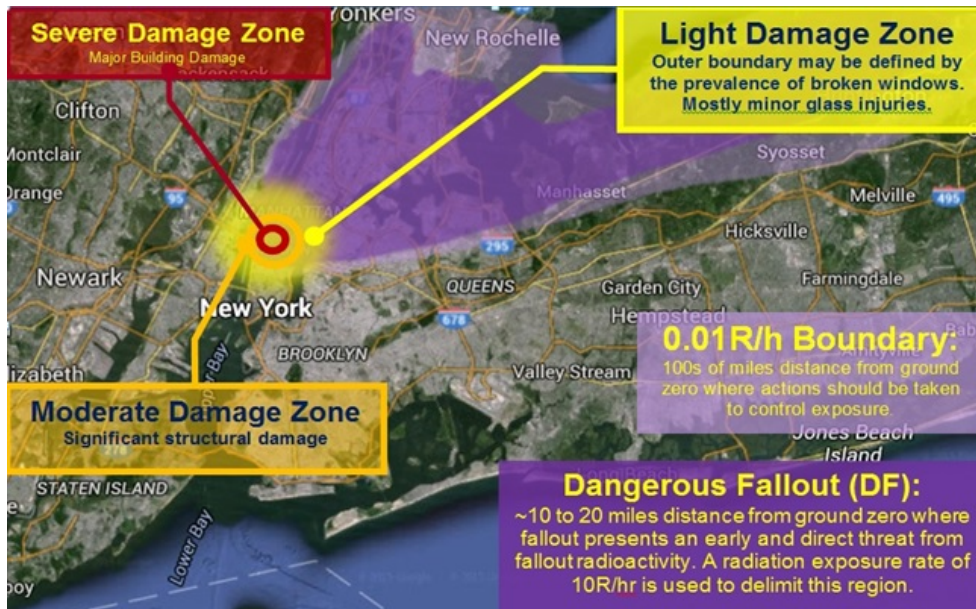 Yonkers
Severe Damage Zone
Major Building Damage
ackensack
New Rochelle
Light Damage Zone
Outer boundary may be defined by
the prevalence of broken windows.
Mostly minor glass injuries.
Clifton
Montclair
Orange
95
MANHATTAN
Manhasset
Syosset
Melville
495
Hicksville
295
Newark
New York
QUEENS
Garden City
Farmingdale
678
Hempstead
BROOKLYN
Valley Stream
lizabeth
0.01R/h Boundary:
100s of miles distance from ground
zero where actions should be taken
to control exposure.
Amityville
Moderate Damage Zone
Significant structural damage
Jones Beach
Island
Long Beach
STATEN ISLAND
Lower Bay
Dangerous Fallout (DF):
~10 to 20 miles distance from ground zero where
fallout presents an early and direct threat from
fallout radioactivity. A radiation exposure rate of
10R/hr is used to delimit this region.